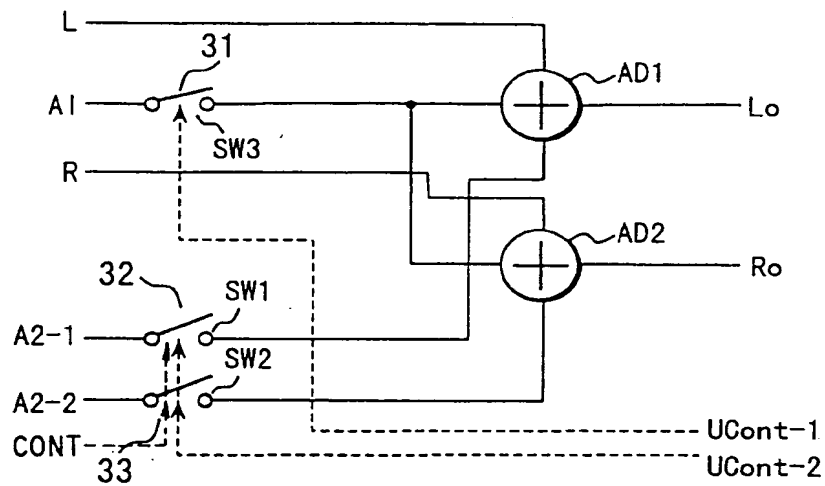 L
31
AD1
AI
Lo
SW3
R
AD2
Ro
32
SW1
A2-1
SW2
A2-2
UCont-1
CONT
33
UCont-2